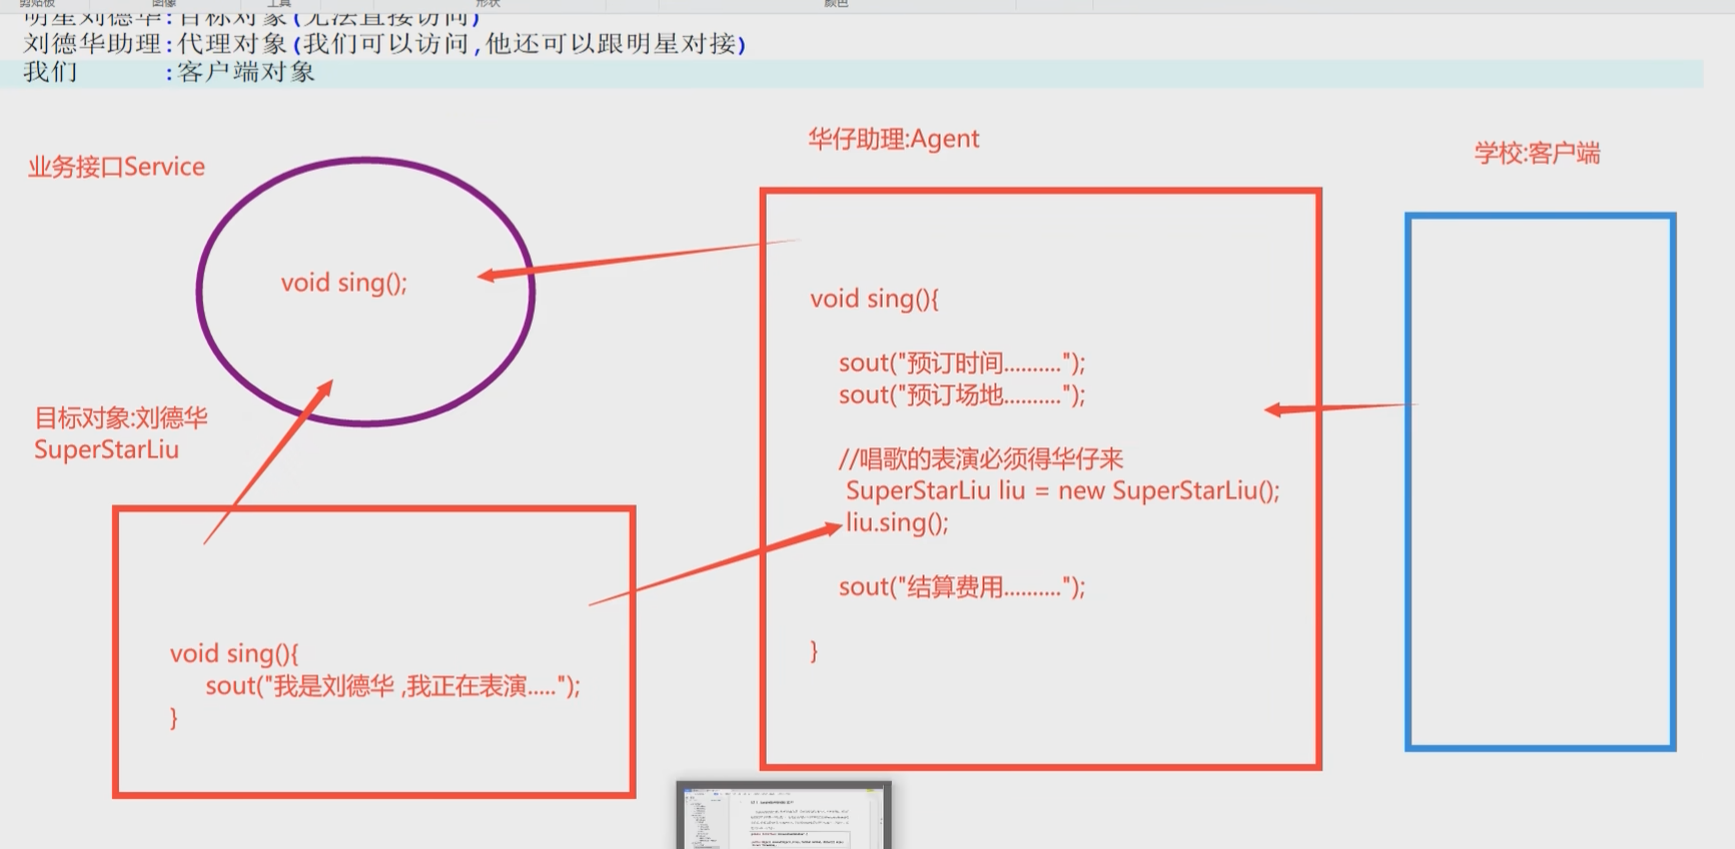 剪贴板 图像 工具 形状 颜色
明星刘德华:目标对象(无法直接访问)
刘德华助理:代理对象(我们可以访问,他还可以跟明星对接)
我们 :客户端对象
业务接口Service
void sing();
目标对象:刘德华
SuperStarLiu
void sing(){
sout("我是刘德华 ,我正在表演.....");
}
华仔助理:Agent
void sing(){
sout("预订时间..........");
sout("预订场地..........");
//唱歌的表演必须得华仔来
SuperStarLiu liu = new SuperStarLiu();
liu.sing();
sout("结算费用..........");
}
学校:客户端